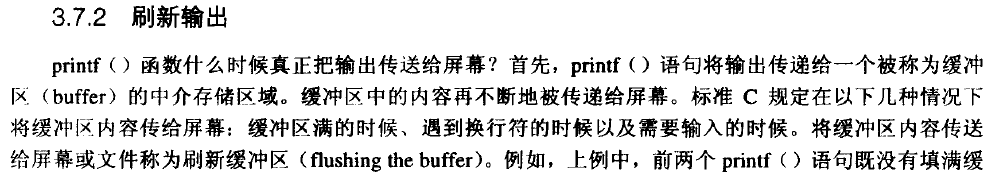 3.7.2 刷新输出
printf（）函数什么时候真正把输出传送给屏幕？首先，printf（）语句将输出传递给一个被称为缓冲
区（buffer）的中介存储区域。缓冲区中的内容再不断地被传递给屏幕。标准 C 规定在以下几种情况下
将缓冲区内容传给屏幕：缓冲区满的时候、遇到换行符的时候以及需要输入的时候。将缓冲区内容传送
给屏幕或文件称为刷新缓冲区（flushing the buffer）。例如，上例中，前两个 printf（）语句既没有填满缓